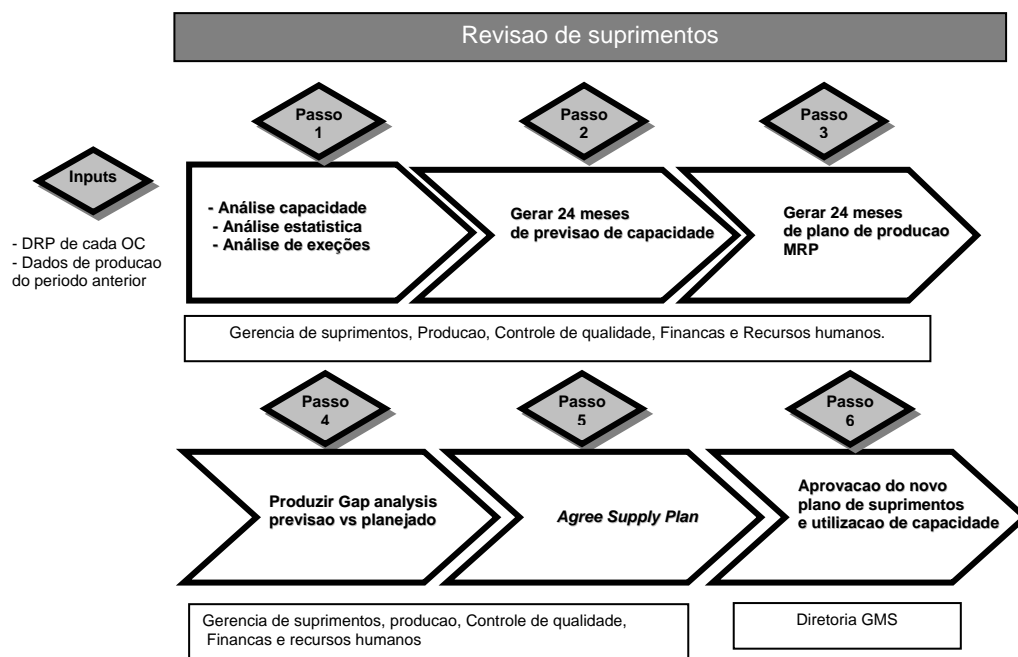 Revisao de suprimentos
Passo
1
Passo
2
Passo
3
Inputs
- DRP de cada OC
- Dados de producao
do periodo anterior
- Análise capacidade
- Análise estatistica
- Análise de exeções
Gerar 24 meses
de previsao de capacidade
Gerar 24 meses
de plano de producao
MRP
Gerencia de suprimentos, Producao, Controle de qualidade, Financas e Recursos humanos.
Passo
4
Passo
5
Passo
6
Produzir Gap analysis
previsao vs planejado
Agree Supply Plan
Aprovacao do novo
plano de suprimentos
e utilizacao de capacidade
Gerencia de suprimentos, producao, Controle de qualidade,
Financas e recursos humanos
Diretoria GMS